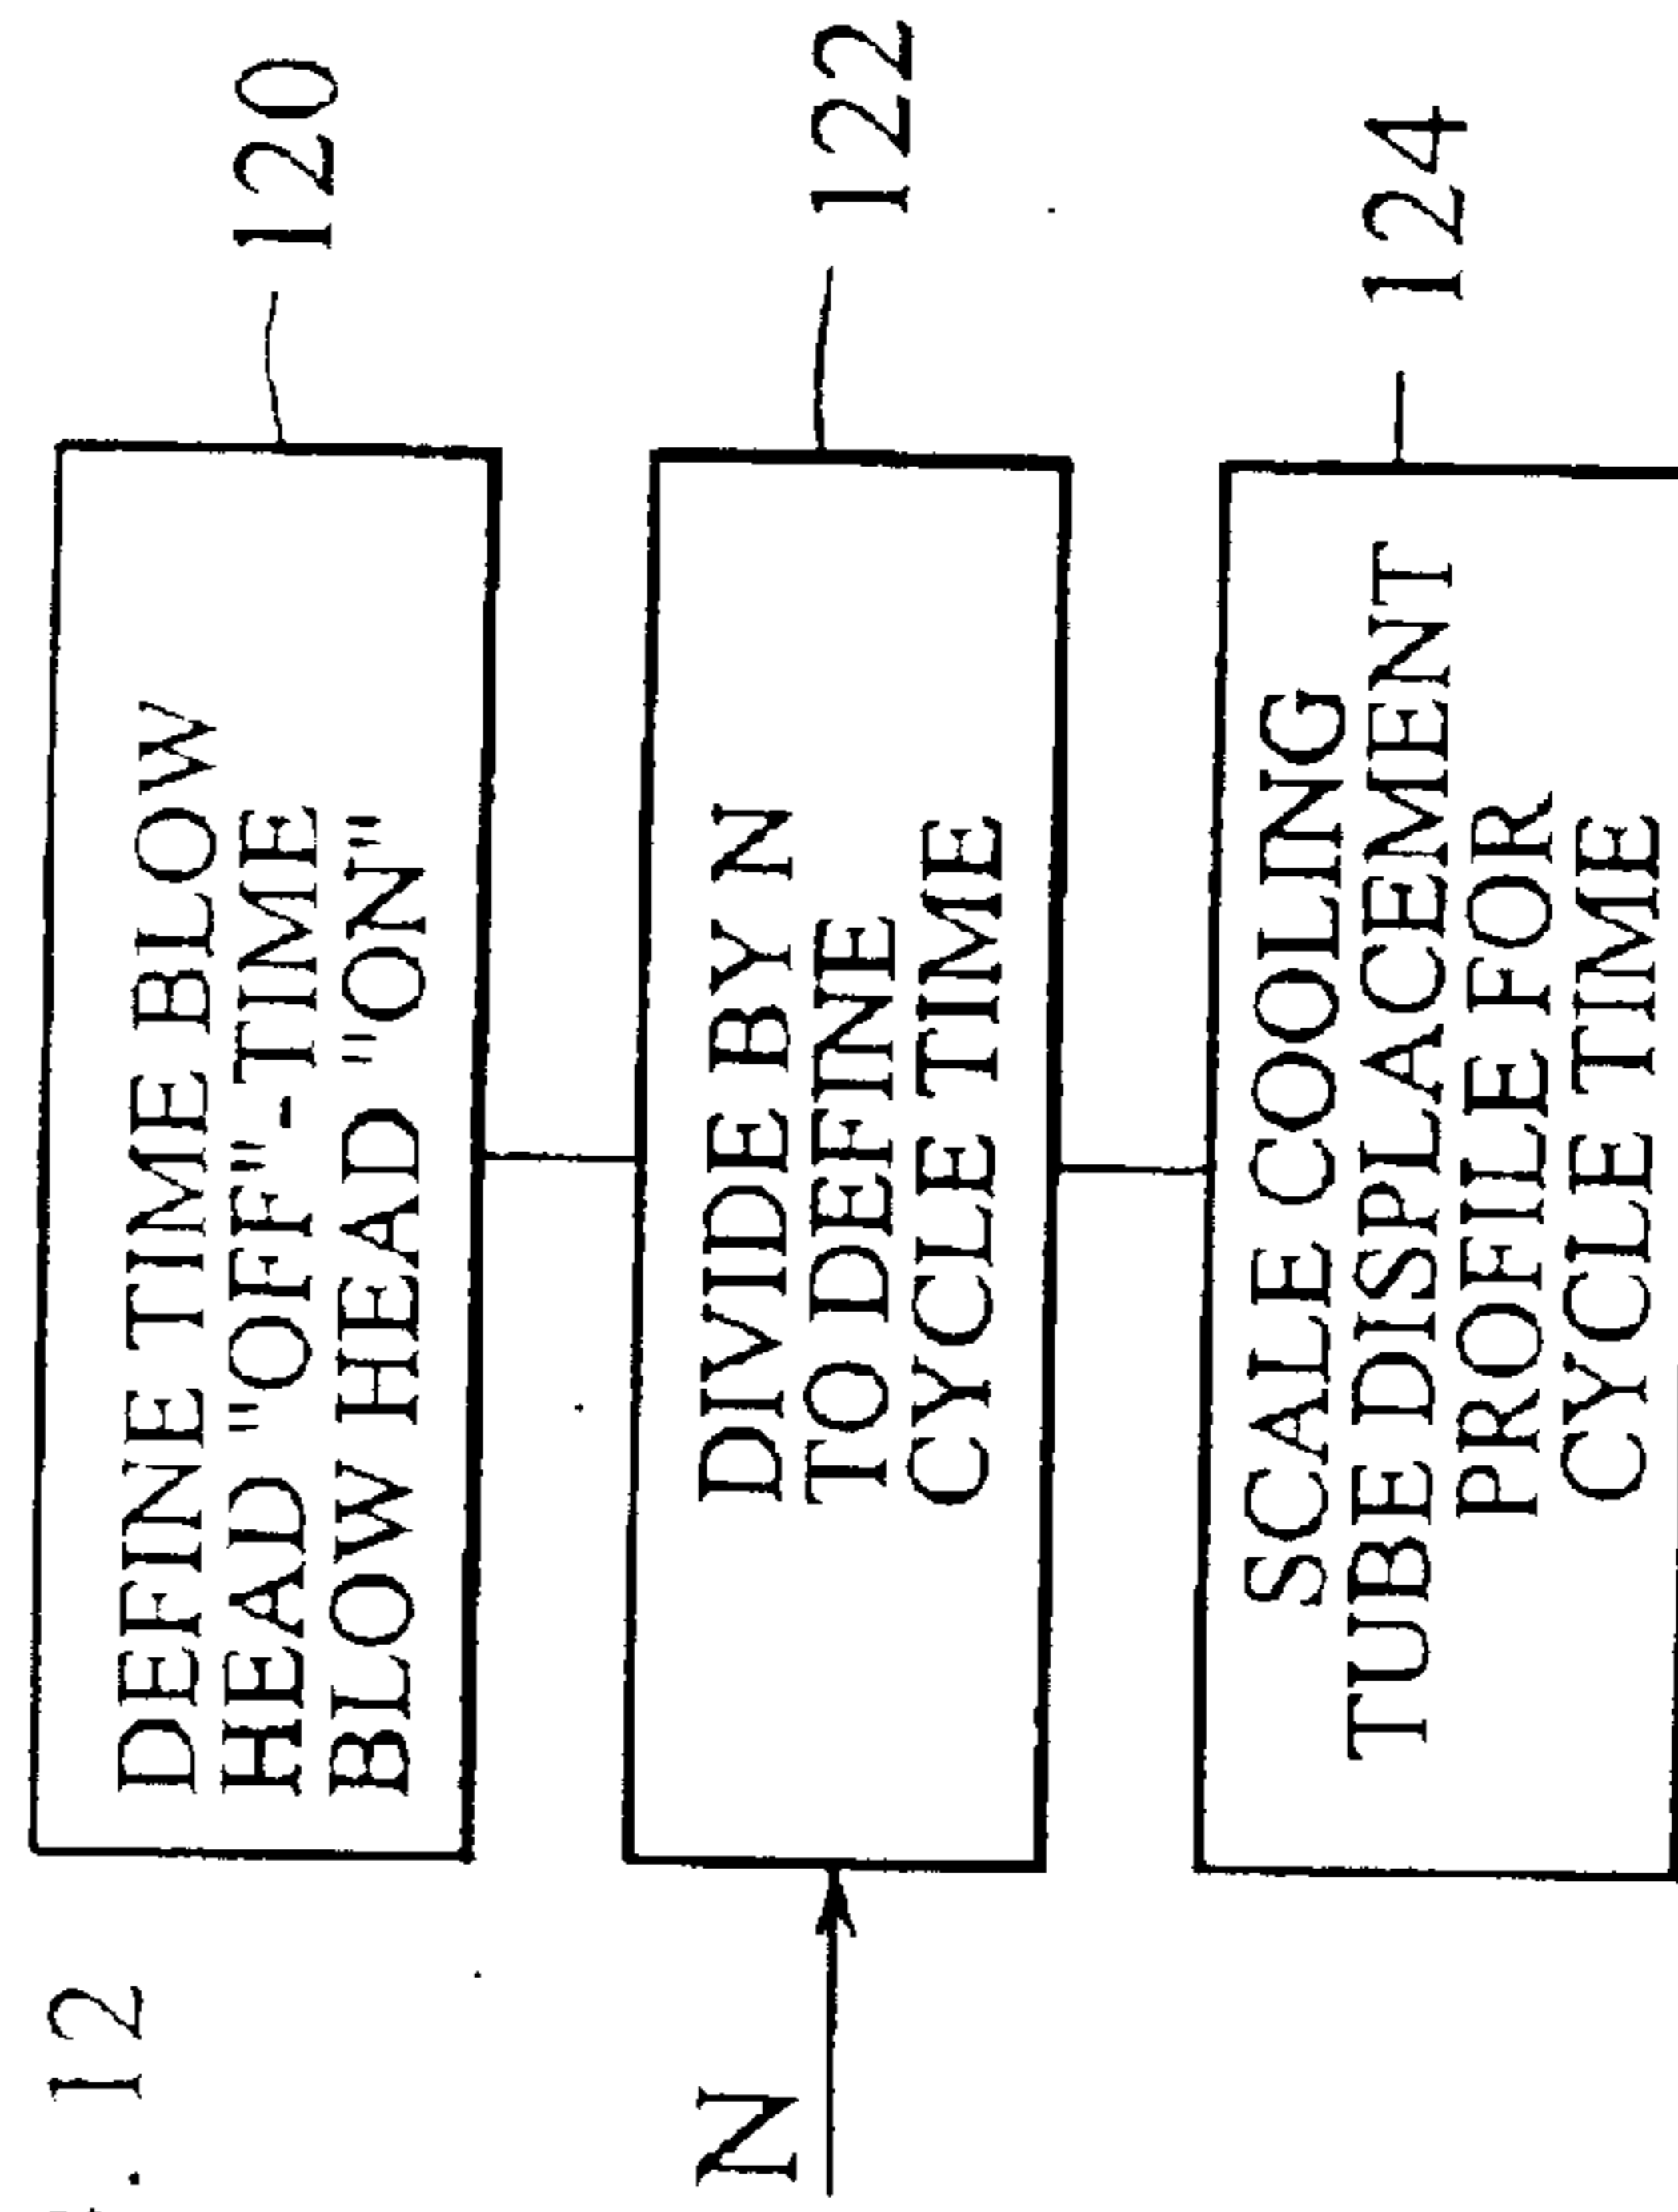 . 12
DEFINE TIME BLOW
HEAD "OFF"-TIME
BLOW HEAD "ON"
120
N
DIVIDE BY N
TO DEFINE
CYCLE TIME
122
SCALE COOLING
TUBE DISPLACEMENT
PROFILE FOR
CYCLE TIME
124